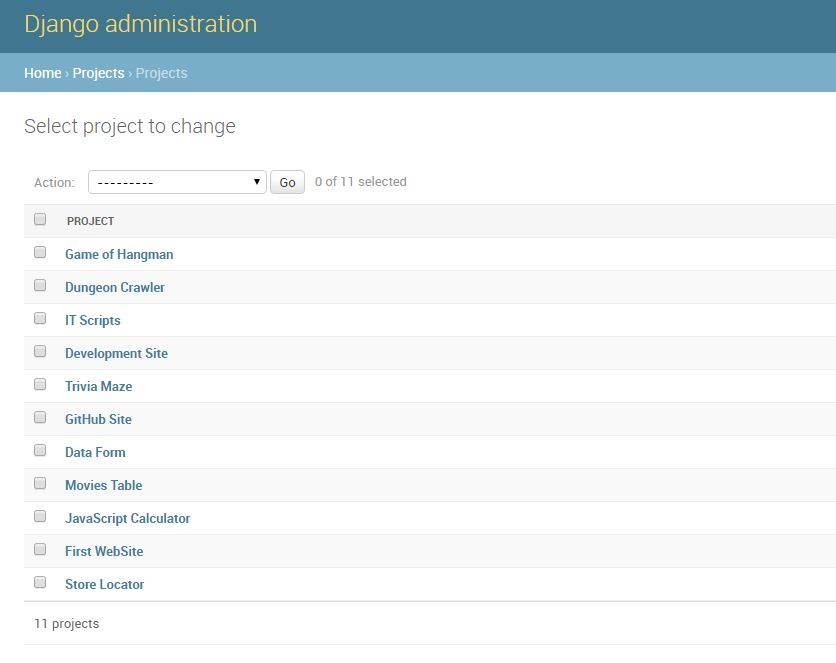 Django administration
Home › Projects › Projects
Select project to change
Action: --------- Go 0 of 11 selected
PROJECT
Game of Hangman
Dungeon Crawler
IT Scripts
Development Site
Trivia Maze
GitHub Site
Data Form
Movies Table
JavaScript Calculator
First WebSite
Store Locator
11 projects